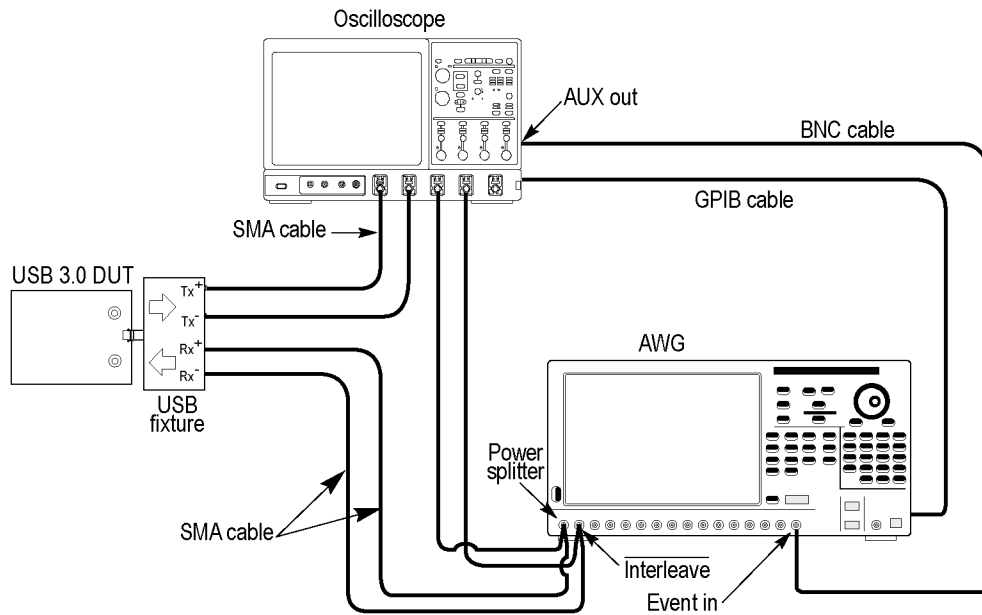 Oscilloscope
AUX out
BNC cable
GPIB cable
SMA cable
USB 3.0 DUT
Tx+
Tx-
Rx+
Rx-
USB
fixture
AWG
Power
splitter
SMA cable
Interleave
Event in